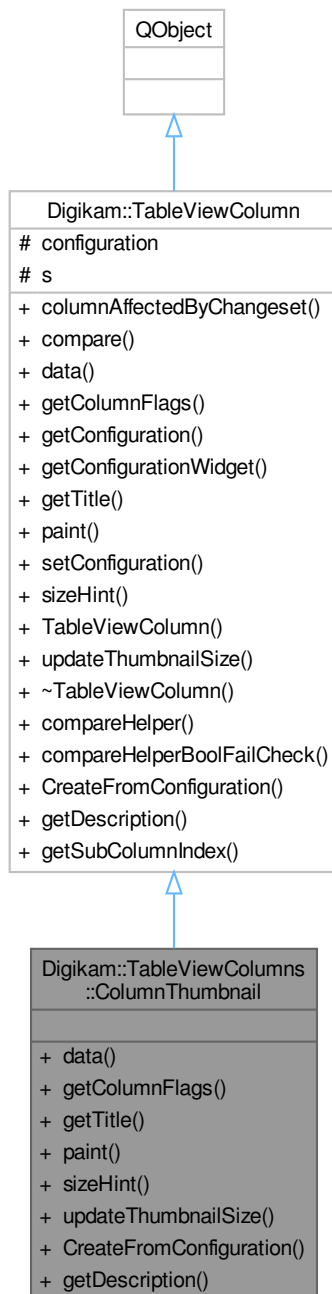 QObject
Digikam::TableViewColumn
# configuration
# s
+ columnAffectedByChangeset()
+ compare()
+ data()
+ getColumnFlags()
+ getConfiguration()
+ getConfigurationWidget()
+ getTitle()
+ paint()
+ setConfiguration()
+ sizeHint()
+ TableViewColumn()
+ updateThumbnailSize()
+ ~TableViewColumn()
+ compareHelper()
+ compareHelperBoolFailCheck()
+ CreateFromConfiguration()
+ getDescription()
+ getSubColumnIndex()
Digikam::TableViewColumns
::ColumnThumbnail
+ data()
+ getColumnFlags()
+ getTitle()
+ paint()
+ sizeHint()
+ updateThumbnailSize()
+ CreateFromConfiguration()
+ getDescription()